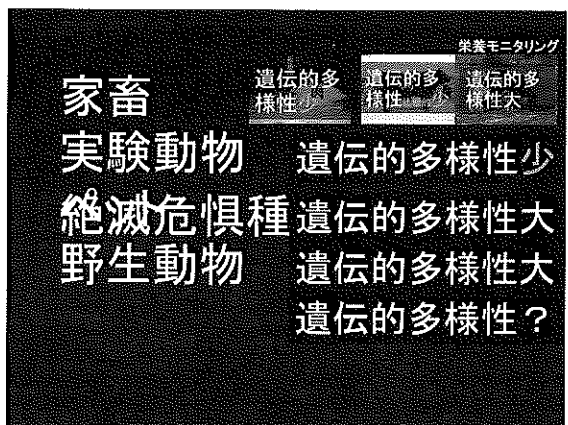 栄養モニタリング
遺伝的多
様性少
遺伝的多
様性 少
遺伝的多
様性大
家畜
実験動物
ペット
絶滅危惧種
野生動物
遺伝的多様性少
遺伝的多様性大
遺伝的多様性大
遺伝的多様性？